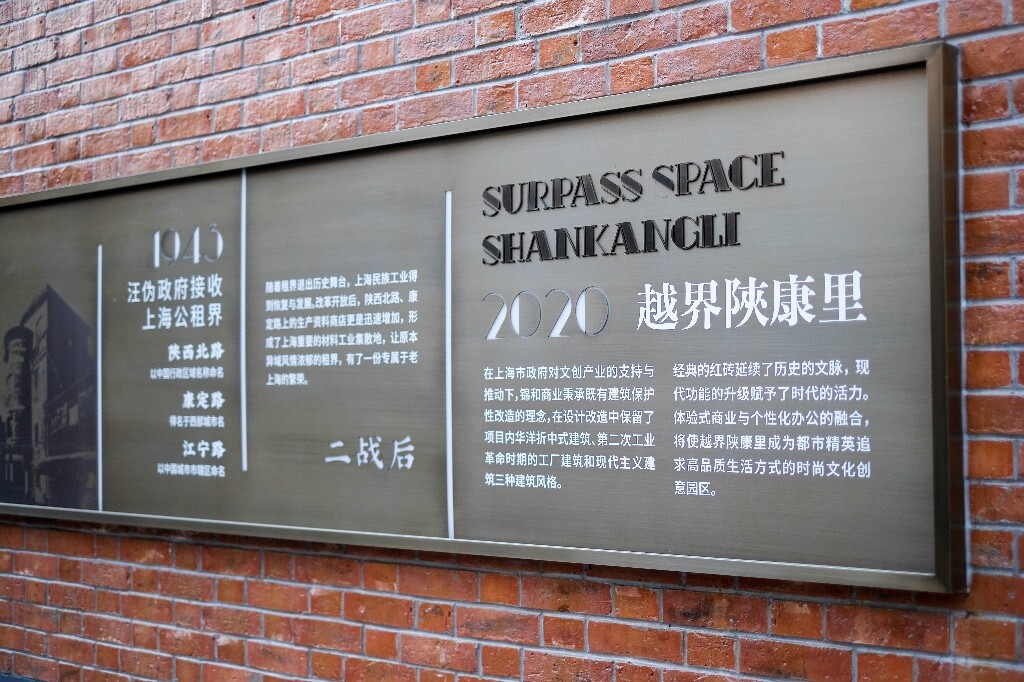 1943
汪伪政府接收
上海公租界
陕西北路
以中国行政区域名称命名
康定路
得名于西部城市名
江宁路
以中国城市市辖区命名
随着租界退出历史舞台，上海民族工业得
到恢复与发展。改革开放后，陕西北路、康
定路上的生产资料商店更是迅速增加，形
成了上海重要的材料工业集散地，让原本
异域风情浓郁的租界，有了一份专属于老
上海的繁荣。
二战后
SURPASS SPACE
SHANKANGLI
2020 越界陝康里
在上海市政府对文创产业的支持与
推动下，锦和商业秉承既有建筑保护
性改造的理念，在设计改造中保留了
项目内华洋折中式建筑、第二次工业
革命时期的工厂建筑和现代主义建
筑三种建筑风格。
经典的红砖延续了历史的文脉，现
代功能的升级赋予了时代的活力。
体验式商业与个性化办公的融合，
将使越界陕康里成为都市精英追
求高品质生活方式的时尚文化创
意园区。